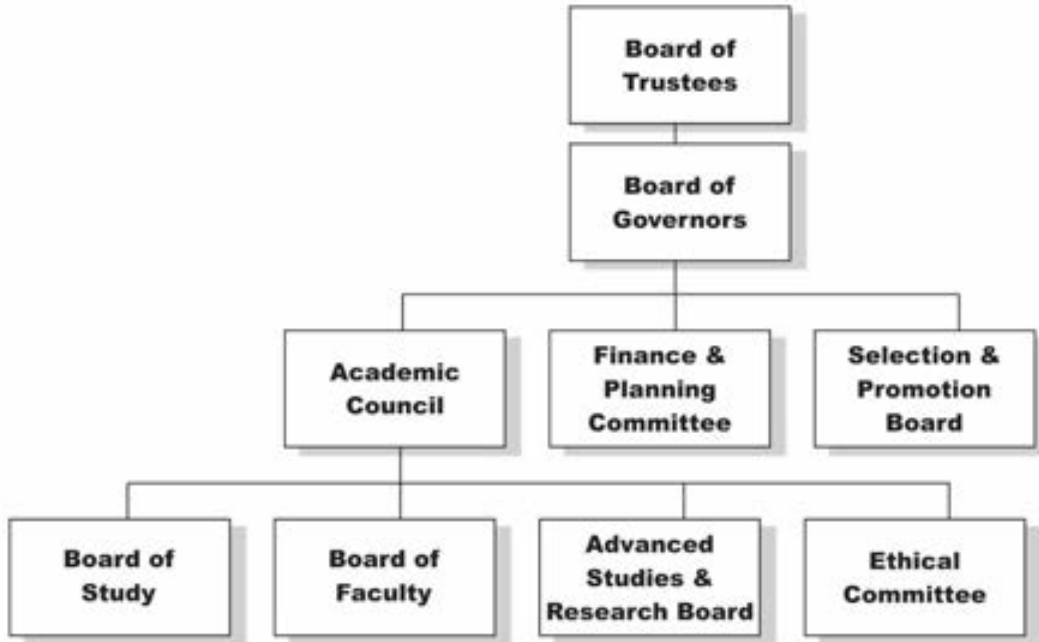 Board of
Trustees
Board of
Governors
Academic
Council
Finance &
Planning
Committee
Selection &
Promotion
Board
Board of
Study
Board of
Faculty
Advanced
Studies &
Research Board
Ethical
Committee